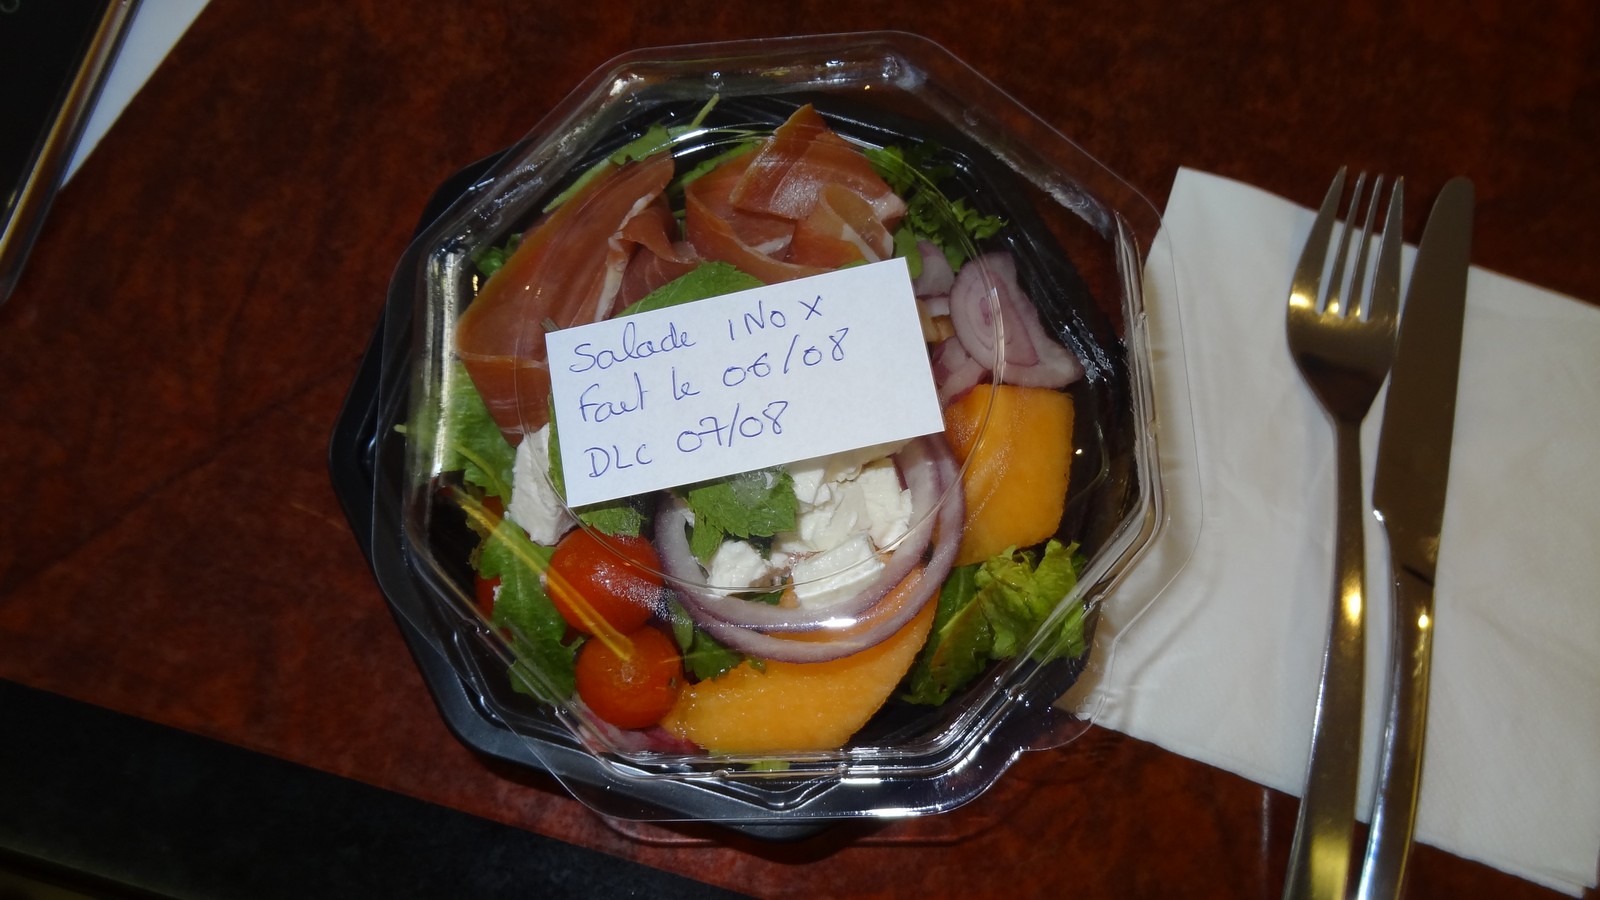 Salade iNox
Fait le 06/08
DLC 07/08